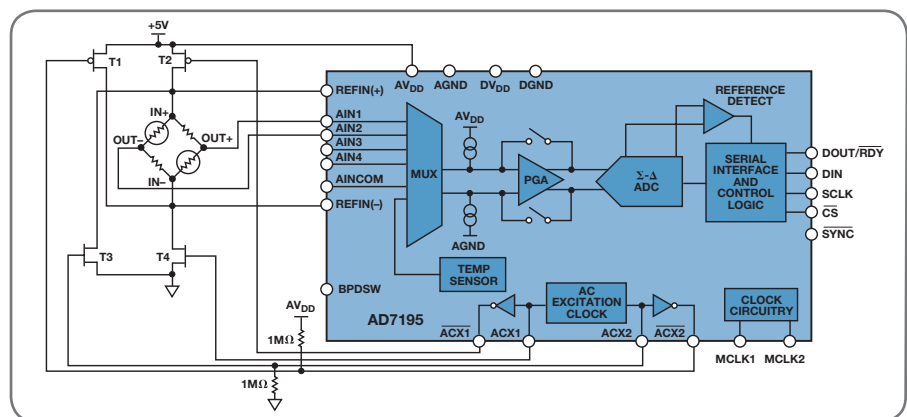 +5V
T1
T2
AVDD
AGND
DVDD
DGND
REFIN(+)
AIN1
AIN2
AIN3
AIN4
AINCOM
REFIN(–)
IN+
OUT–
OUT+
IN–
MUX
AVDD
AGND
PGA
Σ-Δ
ADC
REFERENCE
DETECT
SERIAL
INTERFACE
AND
CONTROL
LOGIC
DOUT/RDY
DIN
SCLK
CS
SYNC
T3
T4
BPDSW
TEMP
SENSOR
AD7195
AC
EXCITATION
CLOCK
CLOCK
CIRCUITRY
ACX1
ACX1
ACX2
ACX2
MCLK1
MCLK2
AVDD
1MΩ
1MΩ